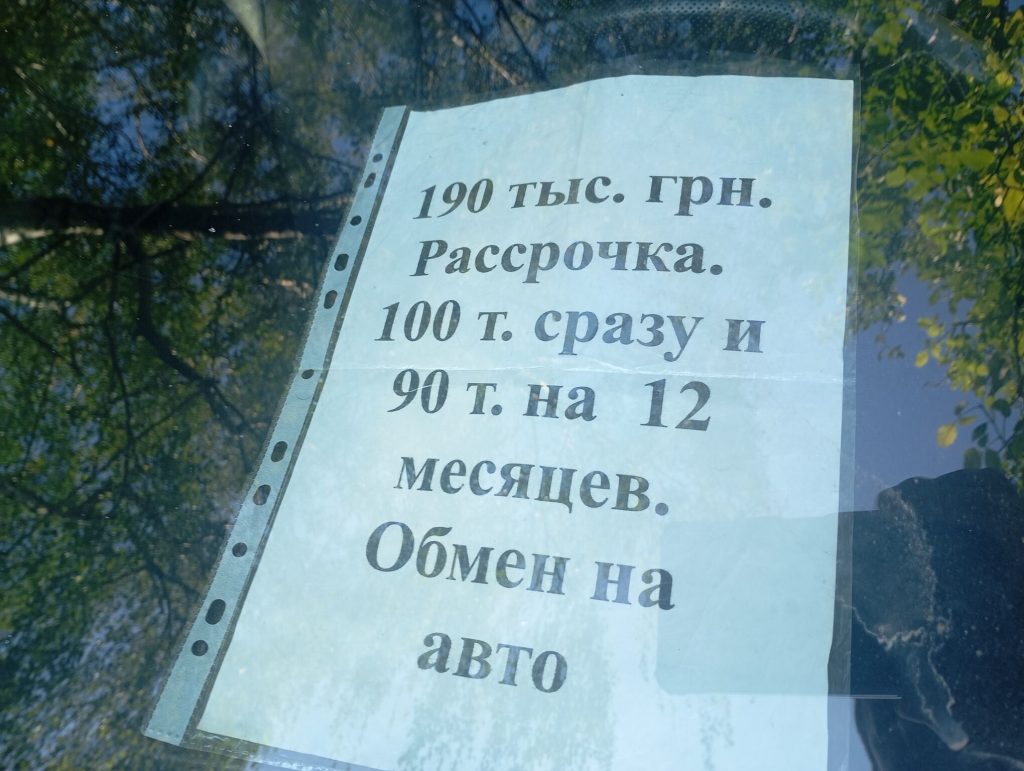 190 тыс. грн.
Рассрочка.
100 т. сразу и
90 т. на 12
месяцев.
Обмен на
авто